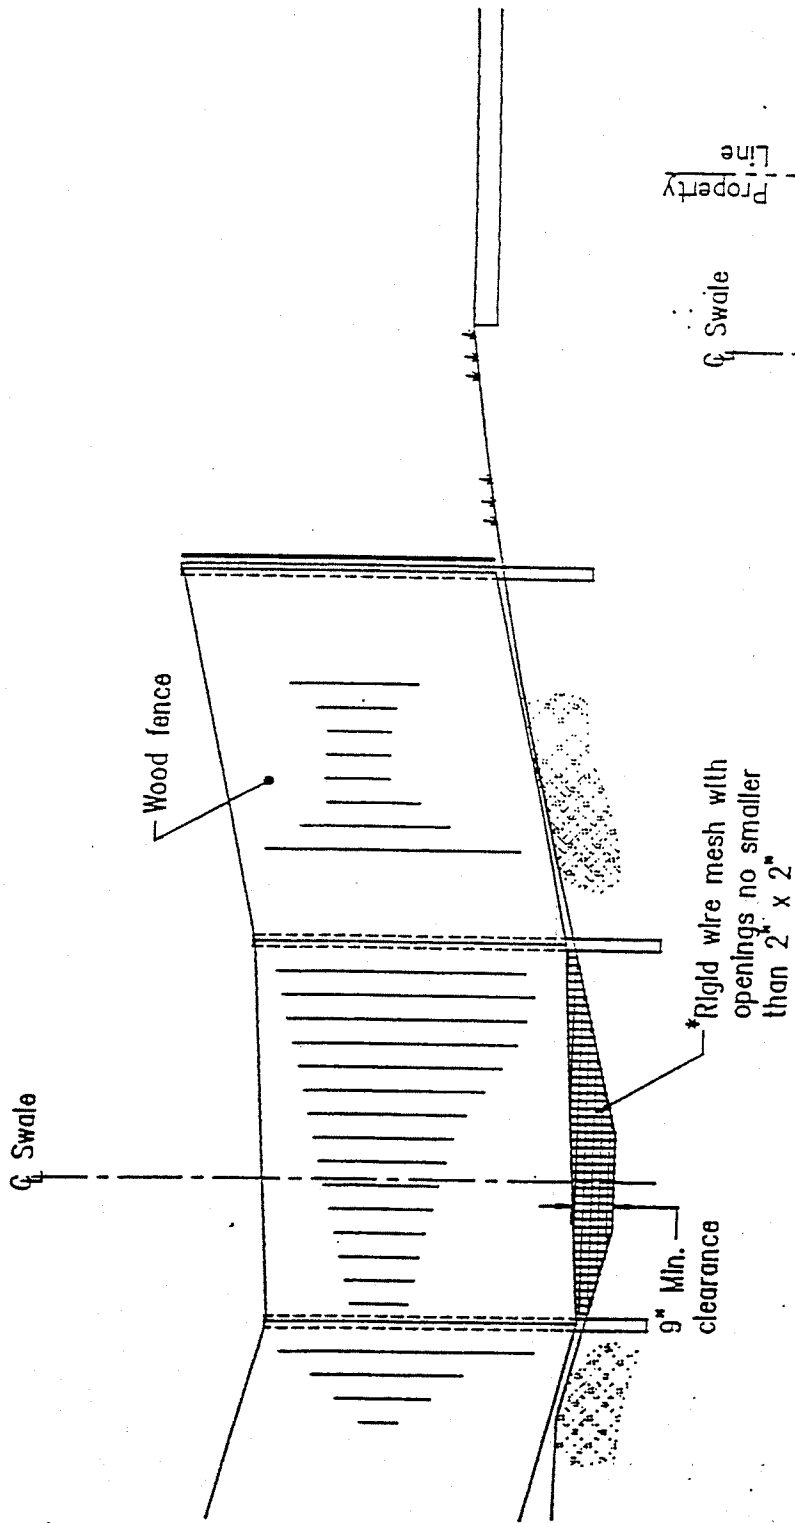 ℄ Swale
Wood fence
9" Min.
clearance
*Rigid wire mesh with
openings no smaller
than 2" x 2"
℄ Swale
Property
Line